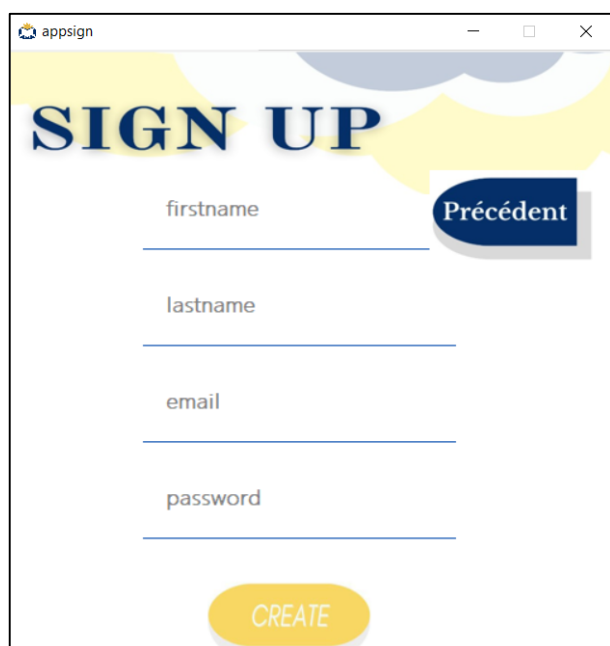 appsign
SIGN UP
firstname
Précédent
lastname
email
password
CREATE